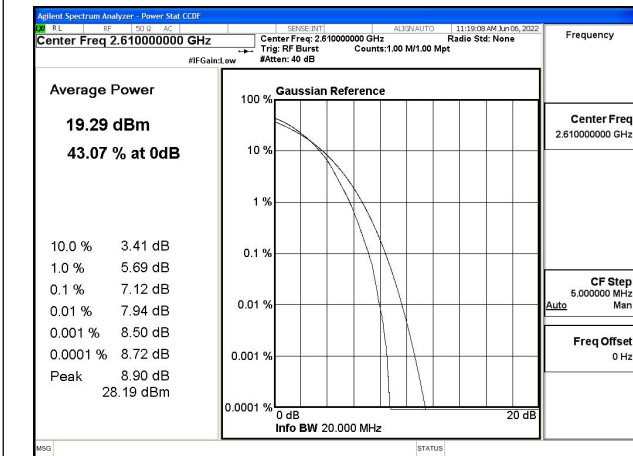 Agilent Spectrum Analyzer - Power Stat CCDF
RL RF 50 Ω AC SENSE:INT ALIGNAUTO 11:19:08 AM Jun 06, 2022
Center Freq 2.610000000 GHz
Center Freq: 2.610000000 GHz Radio Std: None
Trig: RF Burst Counts:1.00 M/1.00 Mpt
#IFGain:Low #Atten: 40 dB
Frequency
Average Power
19.29 dBm
43.07 % at 0dB
10.0 % 3.41 dB
1.0 % 5.69 dB
0.1 % 7.12 dB
0.01 % 7.94 dB
0.001 % 8.50 dB
0.0001 % 8.72 dB
Peak 8.90 dB
28.19 dBm
Gaussian Reference
100 %
10 %
1 %
0.1 %
0.01 %
0.001 %
0.0001 %
0 dB 20 dB
Info BW 20.000 MHz
Center Freq
2.610000000 GHz
CF Step
5.000000 MHz
Auto Man
Freq Offset
0 Hz
MSG STATUS